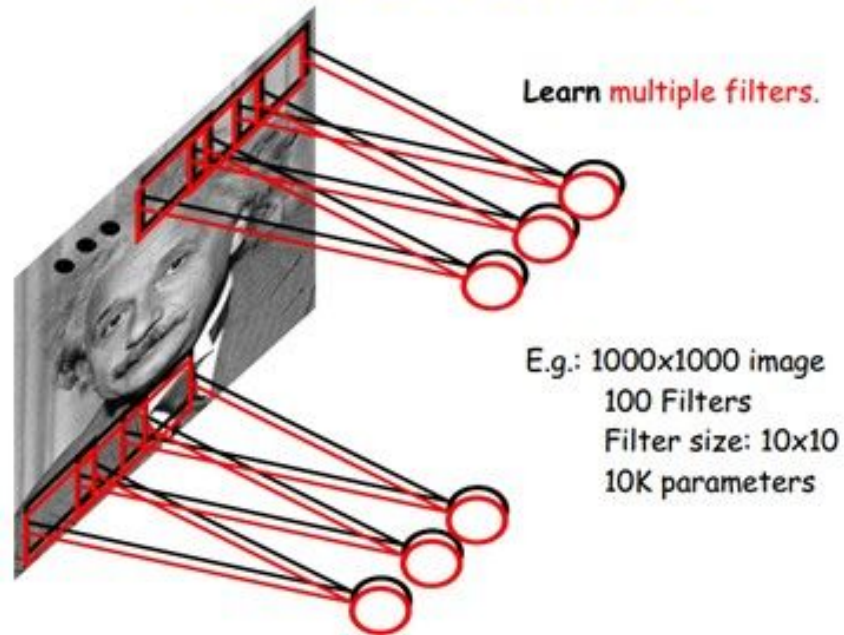 Learn multiple filters.
E.g.: 1000x1000 image
100 Filters
Filter size: 10x10
10K parameters